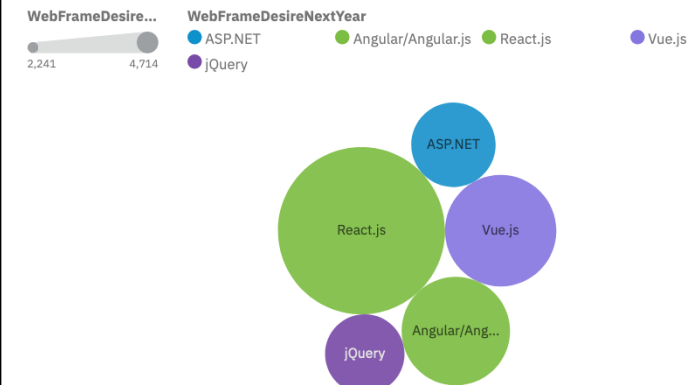 WebFrameDesire... WebFrameDesireNextYear
ASP.NET Angular/Angular.js React.js Vue.js
2,241 4,714
jQuery
ASP.NET
React.js Vue.js
Angular/Ang...
jQuery